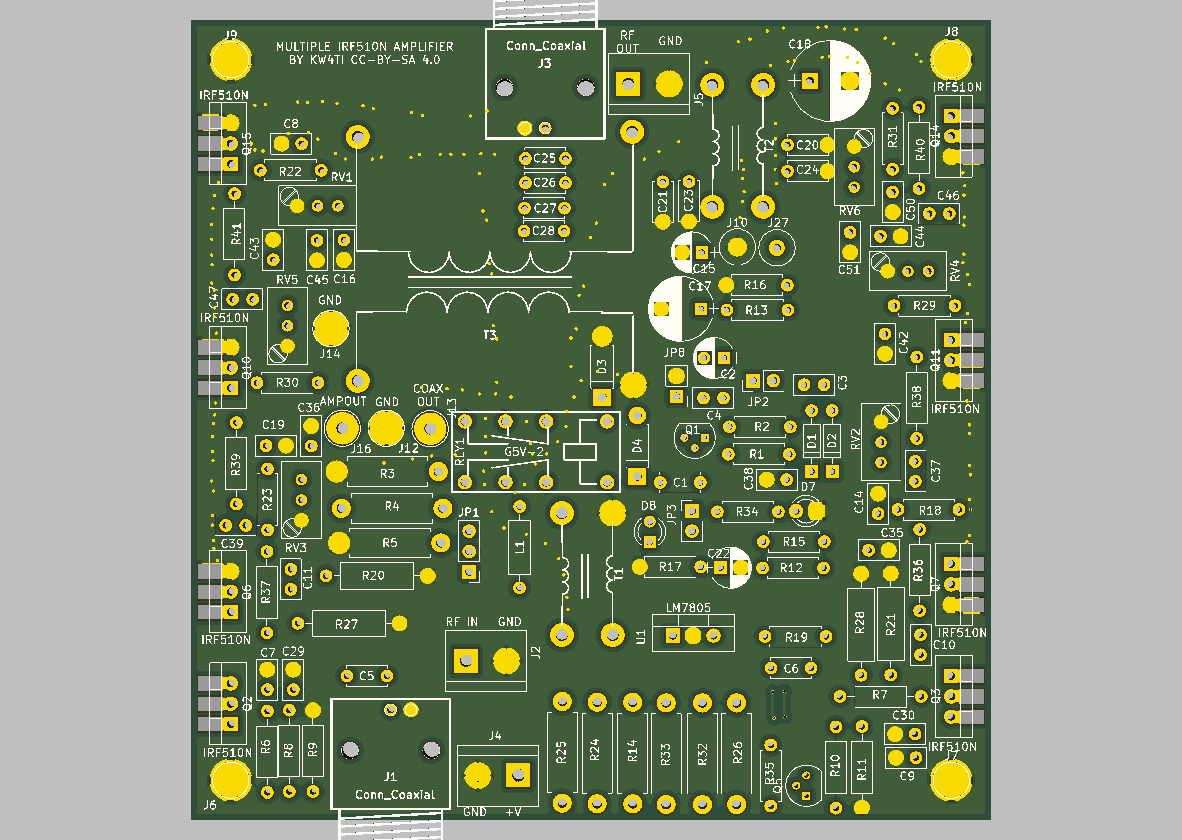 J9
MULTIPLE IRF510N AMPLIFIER
BY KW4TI CC-BY-SA 4.0
Conn_Coaxial
J3
RF
OUT
GND
J5
C18
J8
IRF510N
IRF510N
C8
Q15
R22
RV1
C25
C26
C27
C28
C21
C23
T2
C20
C24
RV6
R31
R40
Q14
C50
C46
C44
C51
R41
C43
C45
C16
RV5
C47
GND
J14
J10
J27
C15
C17
R16
R13
RV4
R29
IRF510N
Q10
T3
D3
JP8
C2
C42
Q11
R30
COAX
OUT
AMPOUT
GND
J13
J16
J12
C4
JP2
C3
R38
IRF510N
C36
C19
R39
R3
RLY1
G5V-2
D4
Q1
R2
R1
D1
D2
RV2
C37
C38
C1
R23
R4
R5
RV3
C39
JP1
L1
D8
JP3
R34
D7
C14
R18
R15
C35
IRF510N
Q6
R37
C11
R20
T1
R17
C22
R12
R36
Q7
IRF510N
R27
RF IN
GND
J2
LM7805
U1
R19
R28
R21
C10
C7
C29
C5
C6
R7
Q2
Q3
IRF510N
R6
R8
R9
J1
Conn_Coaxial
J4
GND
+V
R25
R24
R14
R33
R32
R26
R35
Q5
R10
R11
C30
C9
IRF510N
J7
J6